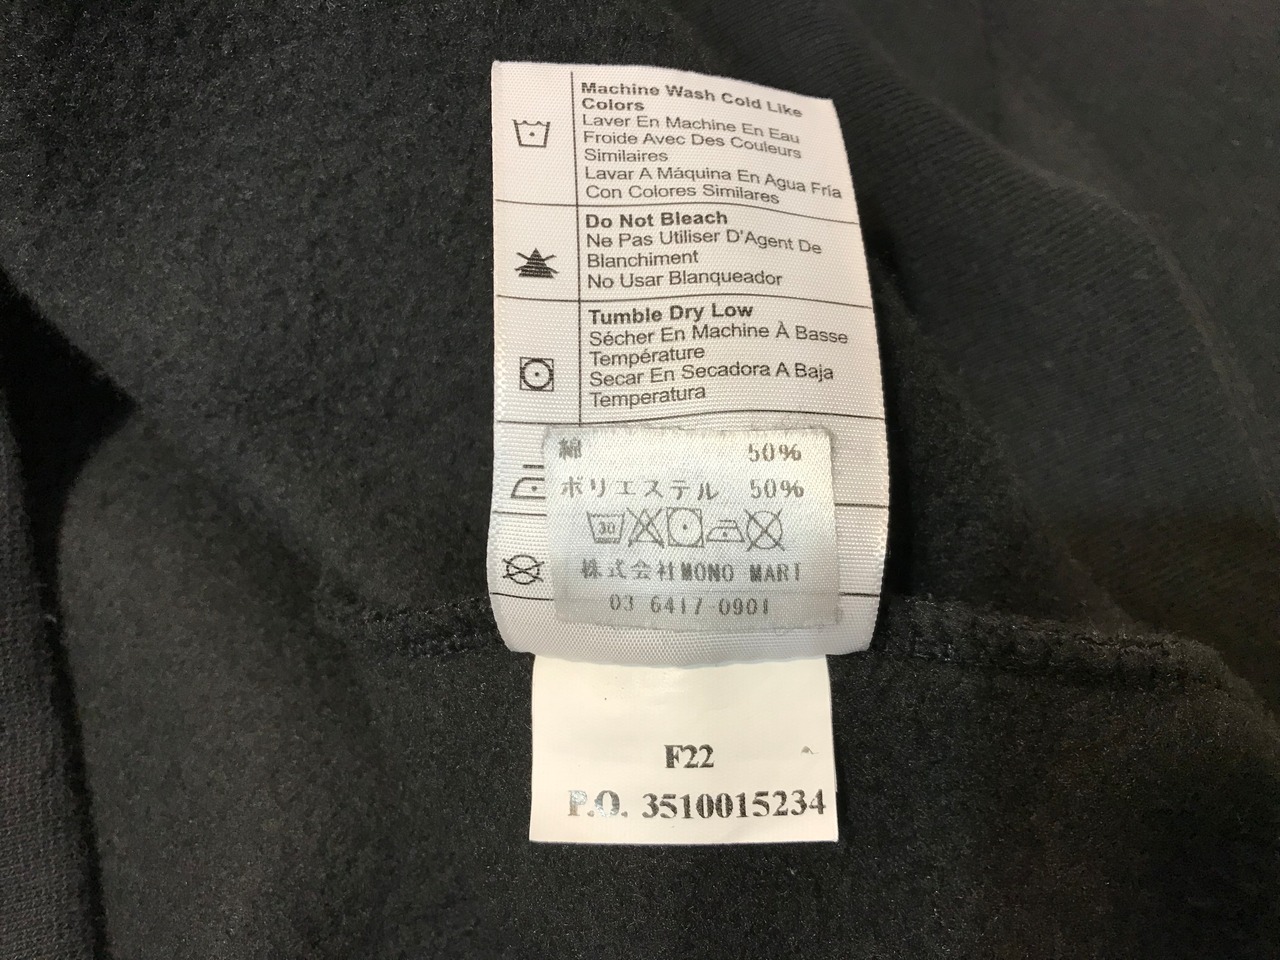 Machine Wash Cold Like
Colors
Laver En Machine En Eau
Froide Avec Des Couleurs
Similaires
Lavar A Máquina En Agua Fría
Con Colores Similares
Do Not Bleach
Ne Pas Utiliser D'Agent De
Blanchiment
No Usar Blanqueador
Tumble Dry Low
Sécher En Machine À Basse
Température
Secar En Secadora A Baja
Temperatura
綿 50%
ポリエステル 50%
30
株式会社MONO MART
03 6417 0901
F22
P.O. 3510015234